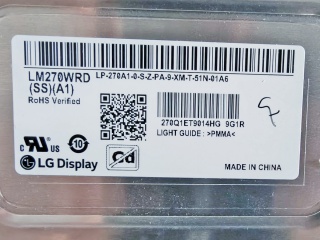 LM270WRD
(SS)(A1)
RoHS Verified
LP-270A1-0-S-Z-PA-9-XM-T-51N-01A6
270Q1ET9014HG 9G1R
LIGHT GUIDE : >PMMA<
LG Display
Cd
MADE IN CHINA